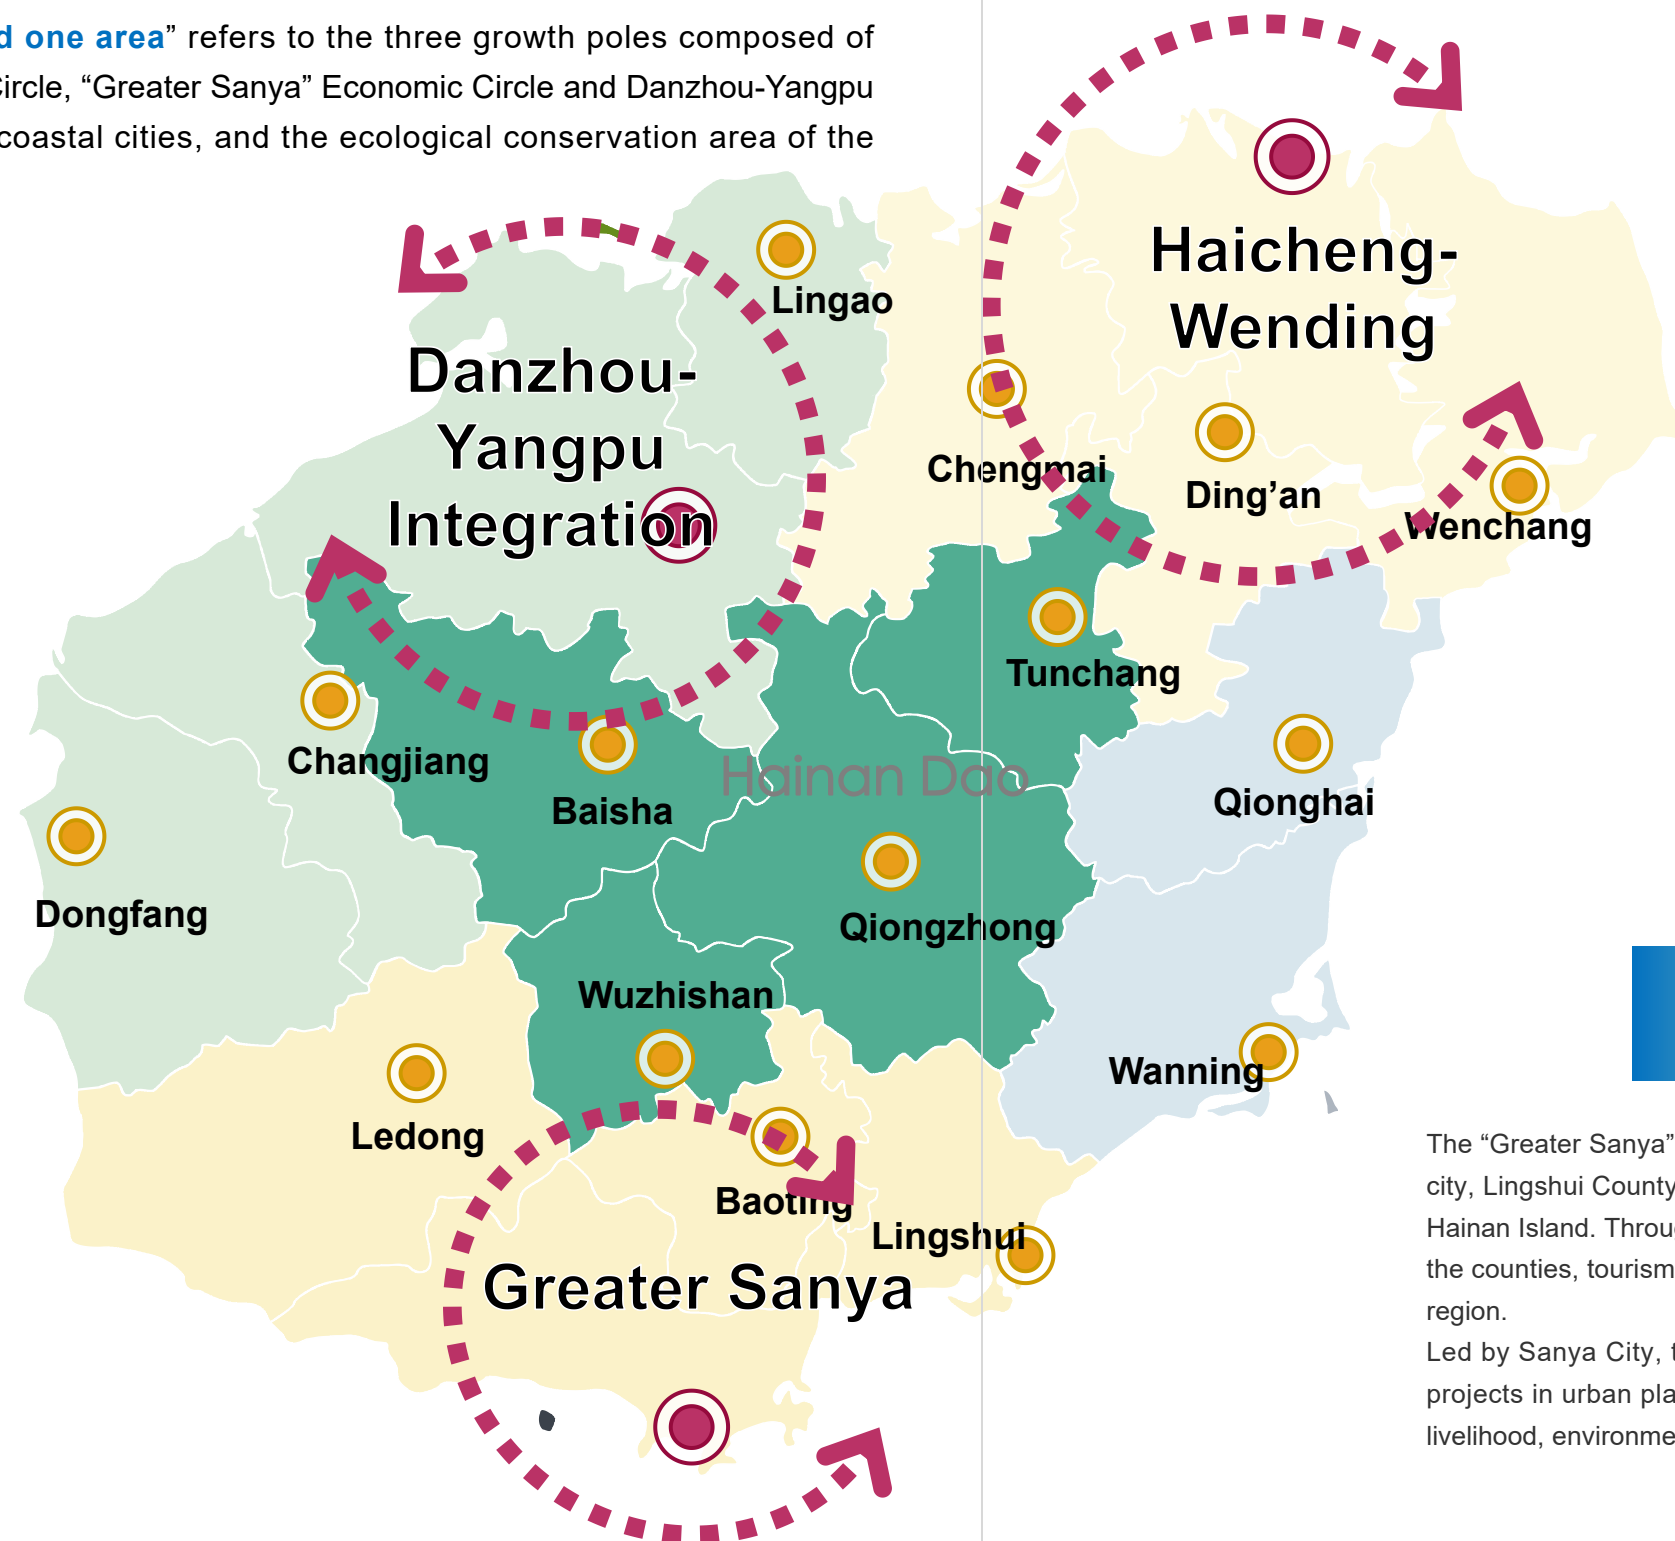 d one area” refers to the three growth poles composed of
Circle, “Greater Sanya” Economic Circle and Danzhou-Yangpu
coastal cities, and the ecological conservation area of the
Lingao
Haicheng-
Wending
Danzhou-
Yangpu
Integration
Chengmai
Ding’an
Wenchang
Tunchang
Changjiang
Hainan Dao
Baisha
Qionghai
Dongfang
Qiongzhong
Wuzhishan
Wanning
Ledong
Baoting
Lingshui
Greater Sanya
The “Greater Sanya”
city, Lingshui County
Hainan Island. Throu
the counties, tourism
region.
Led by Sanya City, t
projects in urban pla
livelihood, environme